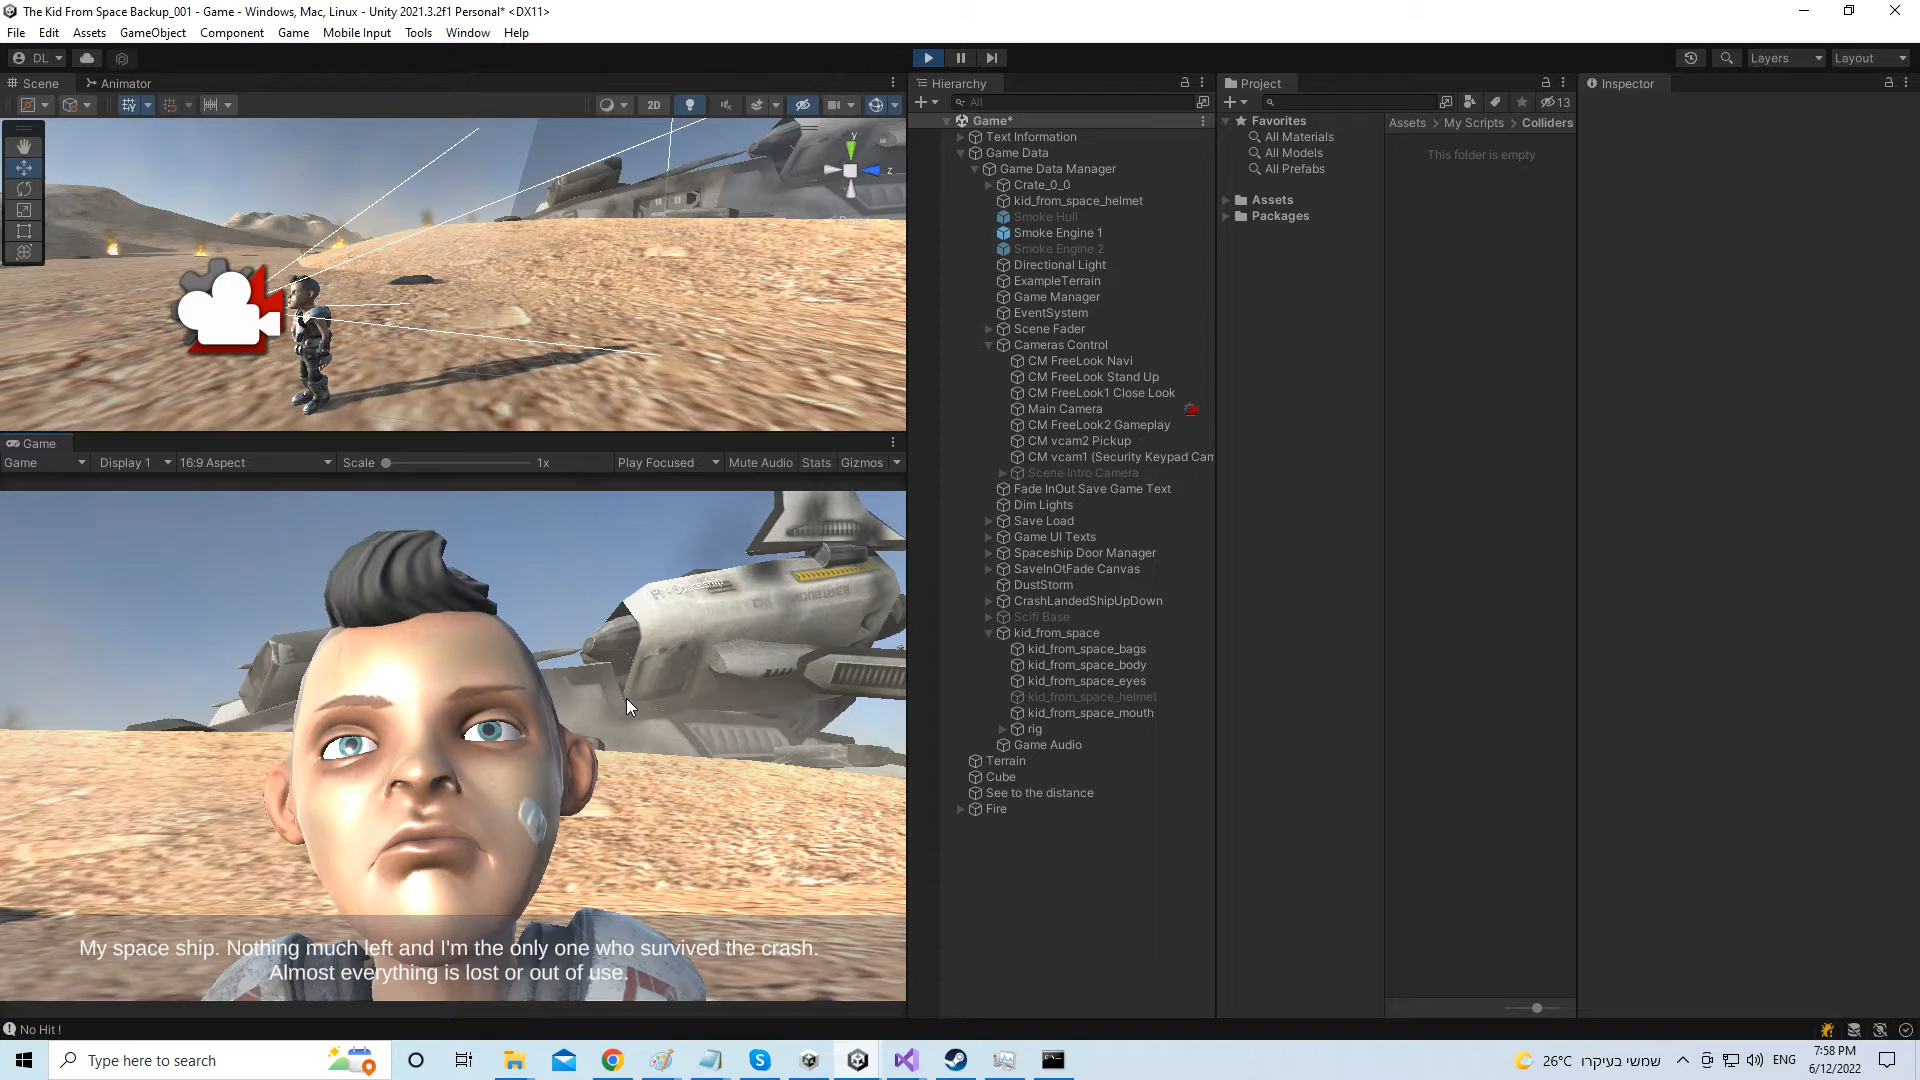 The Kid From Space Backup_001 - Game - Windows, Mac, Linux - Unity 2021.3.2f1 Personal* <DX11>
File Edit Assets GameObject Component Game Mobile Input Tools Window Help
DL Layers Layout
Scene Animator
2D
y
z
Game
Game Display 1 16:9 Aspect Scale 1x Play Focused Mute Audio Stats Gizmos
My space ship. Nothing much left and I'm the only one who survived the crash.
Almost everything is lost or out of use.
Hierarchy
All
Game*
Text Information
Game Data
Game Data Manager
Crate_0_0
kid_from_space_helmet
Smoke Hull
Smoke Engine 1
Smoke Engine 2
Directional Light
ExampleTerrain
Game Manager
EventSystem
Scene Fader
Cameras Control
CM FreeLook Navi
CM FreeLook Stand Up
CM FreeLook1 Close Look
Main Camera
CM FreeLook2 Gameplay
CM vcam2 Pickup
CM vcam1 (Security Keypad Cam
Scene Intro Camera
Fade InOut Save Game Text
Dim Lights
Save Load
Game UI Texts
Spaceship Door Manager
SaveInOtFade Canvas
DustStorm
CrashLandedShipUpDown
Scifi Base
kid_from_space
kid_from_space_bags
kid_from_space_body
kid_from_space_eyes
kid_from_space_helmet
kid_from_space_mouth
rig
Game Audio
Terrain
Cube
See to the distance
Fire
Project
13
Favorites
All Materials
All Models
All Prefabs
Assets
Packages
Assets > My Scripts > Colliders
This folder is empty
Inspector
No Hit !
Type here to search
26°C שמשי בעיקרו
ENG
7:58 PM
6/12/2022